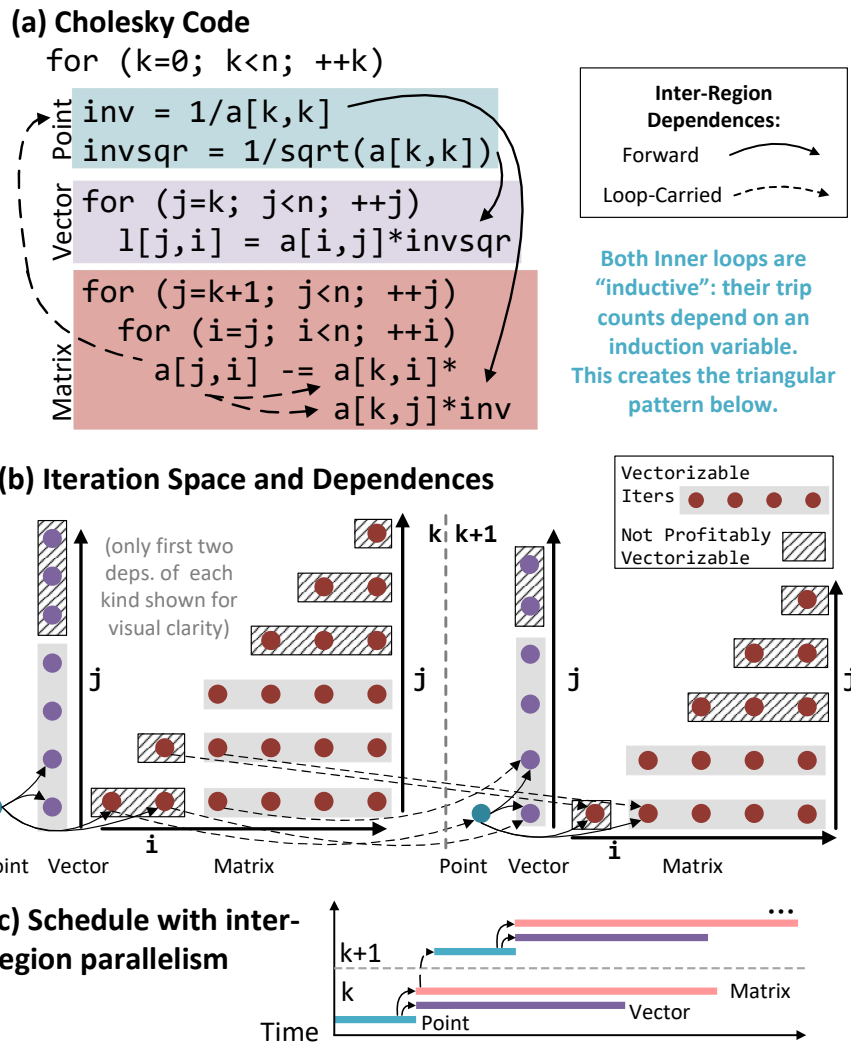 (a) Cholesky Code
for (k=0; k<n; ++k)
Point
inv = 1/a[k,k]
invsqr = 1/sqrt(a[k,k])
Vector
for (j=k; j<n; ++j)
l[j,i] = a[i,j]*invsqr
Matrix
for (j=k+1; j<n; ++j)
for (i=j; i<n; ++i)
a[j,i] -= a[k,i]*
a[k,j]*inv
Inter-Region
Dependences:
Forward
Loop-Carried
Both Inner loops are
“inductive”: their trip
counts depend on an
induction variable.
This creates the triangular
pattern below.
(b) Iteration Space and Dependences
Vectorizable
Iters
Not Profitably
Vectorizable
(only first two
deps. of each
kind shown for
visual clarity)
k k+1
j
j
j
j
i
i
oint Vector Matrix Point Vector Matrix
c) Schedule with inter-
egion parallelism
...
k+1
k
Matrix
Vector
Point
Time